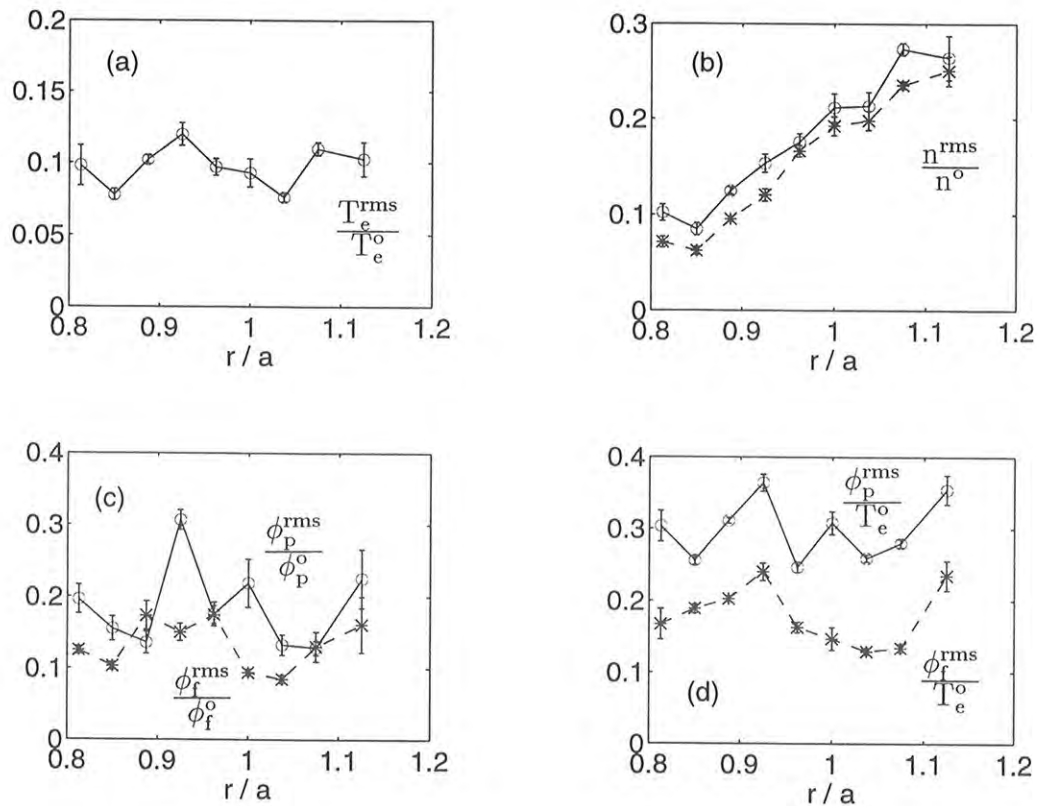 0.2
(a)
0.15
0.1
0.05
0
T_e^rms
T_e^o
0.8 0.9 1 1.1 1.2
r / a
0.3
(b)
0.2
0.1
0
n^rms
n^o
0.8 0.9 1 1.1 1.2
r / a
0.4
(c)
0.3
0.2
0.1
0
ϕ_p^rms
ϕ_p^o
ϕ_f^rms
ϕ_f^o
0.8 0.9 1 1.1 1.2
r / a
0.4
0.3
0.2
0.1
0
ϕ_p^rms
T_e^o
ϕ_f^rms
T_e^o
(d)
0.8 0.9 1 1.1 1.2
r / a